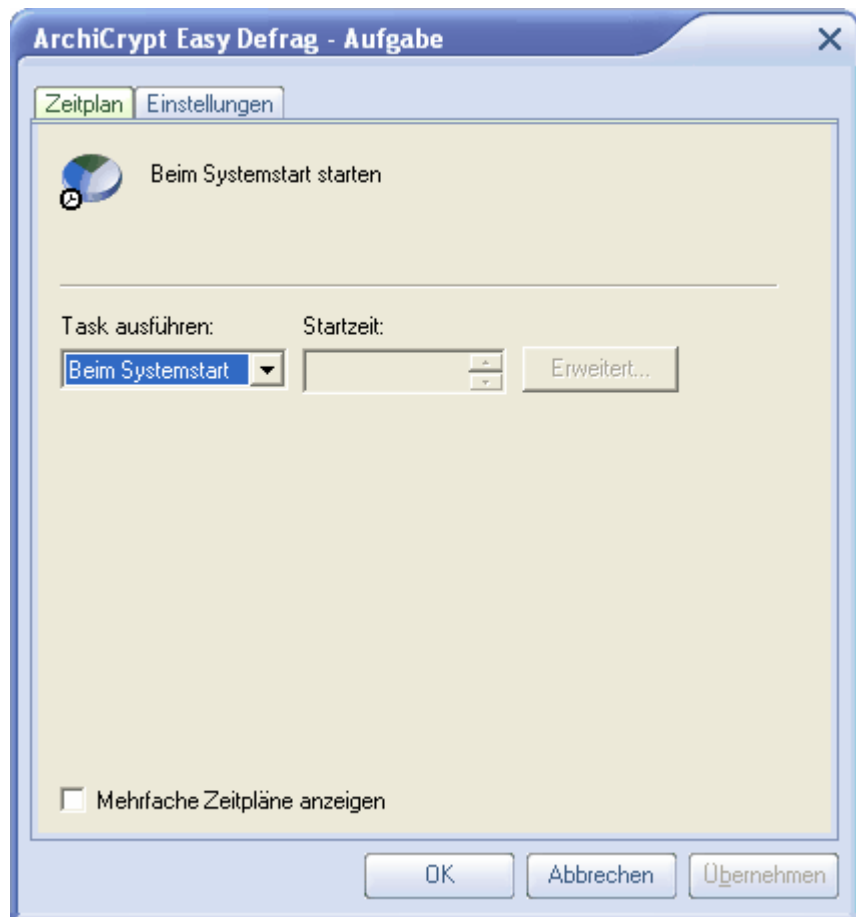 ArchiCrypt Easy Defrag - Aufgabe
Zeitplan Einstellungen
Beim Systemstart starten
Task ausführen: Startzeit:
Beim Systemstart Erweitert...
Mehrfache Zeitpläne anzeigen
OK Abbrechen Übernehmen